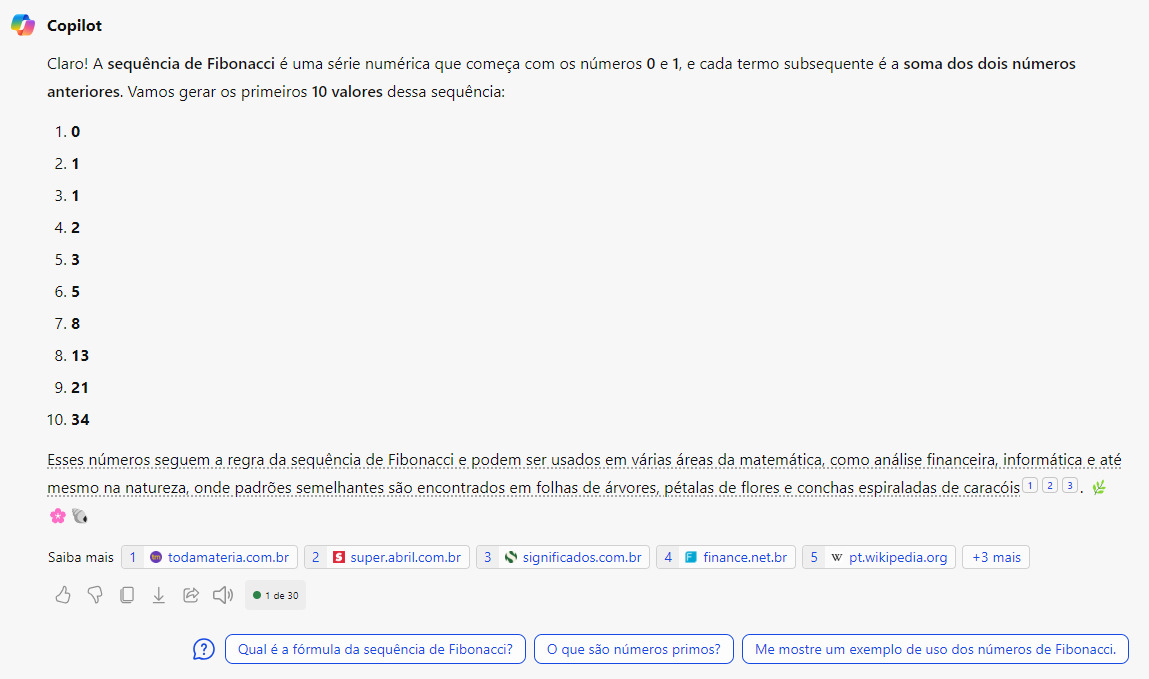 Copilot
Claro! A sequência de Fibonacci é uma série numérica que começa com os números 0 e 1, e cada termo subsequente é a soma dos dois números
anteriores. Vamos gerar os primeiros 10 valores dessa sequência:
1. 0
2. 1
3. 1
4. 2
5. 3
6. 5
7. 8
8. 13
9. 21
10. 34
Esses números seguem a regra da sequência de Fibonacci e podem ser usados em várias áreas da matemática, como análise financeira, informática e até
mesmo na natureza, onde padrões semelhantes são encontrados em folhas de árvores, pétalas de flores e conchas espiraladas de caracóis 1 2 3 . 🌿
🌸 🐚
Saiba mais 1 tm todamateria.com.br 2 S super.abril.com.br 3 significados.com.br 4 F finance.net.br 5 W pt.wikipedia.org +3 mais
1 de 30
? Qual é a fórmula da sequência de Fibonacci? O que são números primos? Me mostre um exemplo de uso dos números de Fibonacci.